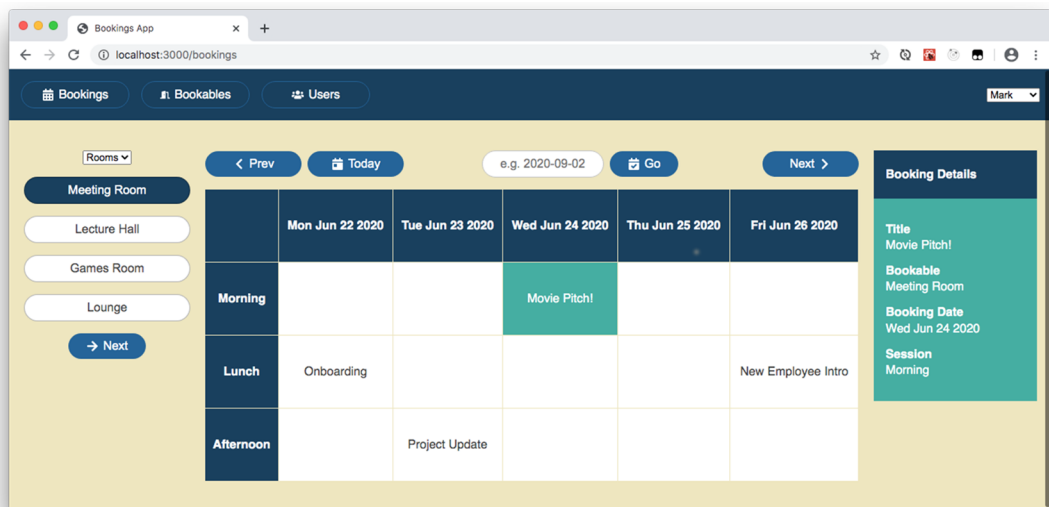 Bookings App
localhost:3000/bookings
Bookings
Bookables
Users
Mark
Rooms
Meeting Room
Lecture Hall
Games Room
Lounge
Next
Prev
Today
e.g. 2020-09-02
Go
Next
Mon Jun 22 2020
Tue Jun 23 2020
Wed Jun 24 2020
Thu Jun 25 2020
Fri Jun 26 2020
Morning
Movie Pitch!
Lunch
Onboarding
New Employee Intro
Afternoon
Project Update
Booking Details
Title
Movie Pitch!
Bookable
Meeting Room
Booking Date
Wed Jun 24 2020
Session
Morning